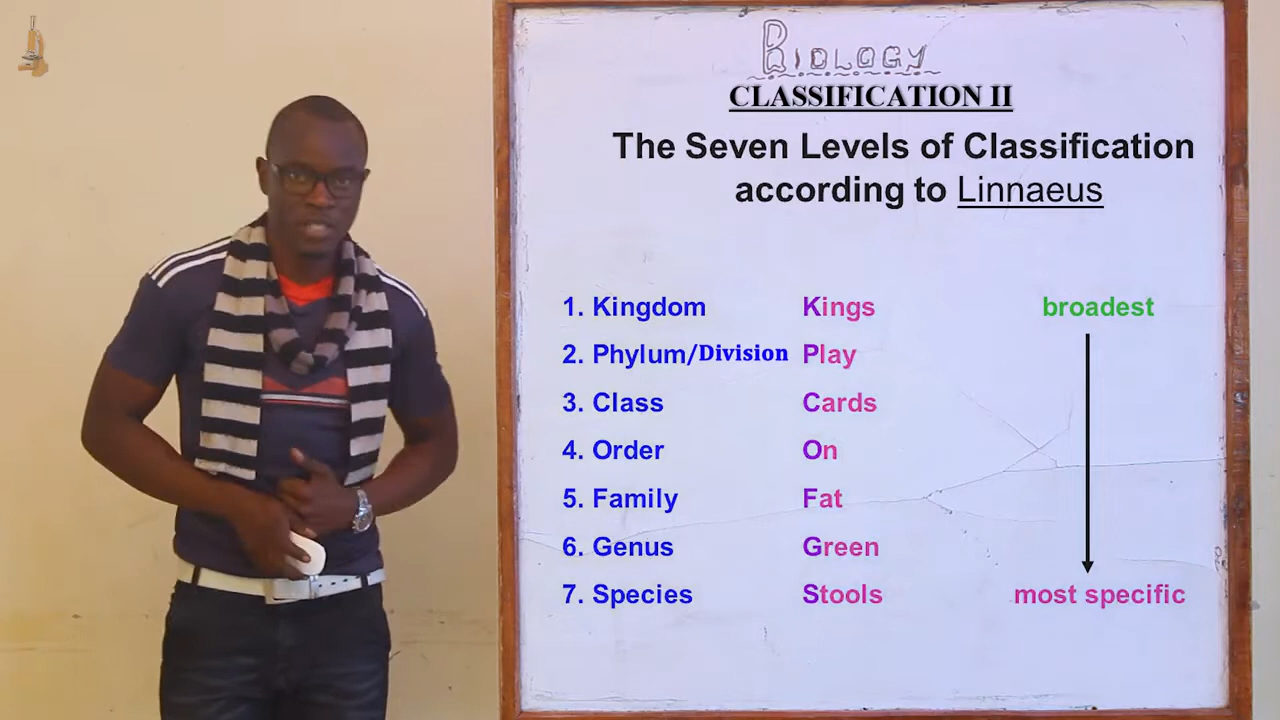 BIOLOGY
CLASSIFICATION II
The Seven Levels of Classification
according to Linnaeus
1. Kingdom Kings broadest
2. Phylum/Division Play
3. Class Cards
4. Order On
5. Family Fat
6. Genus Green
7. Species Stools most specific